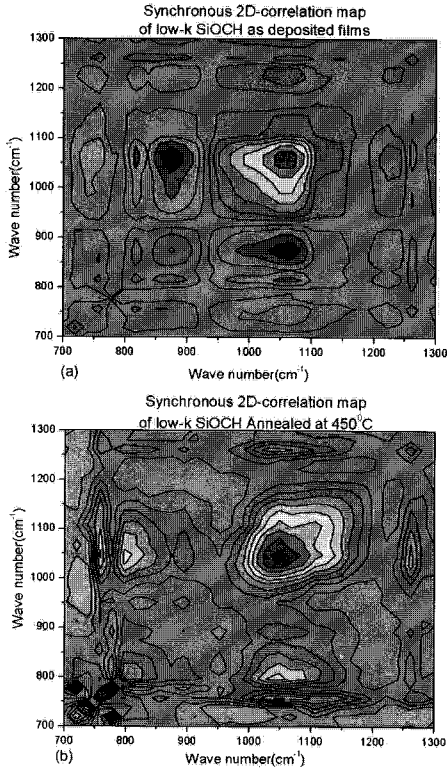 Synchronous 2D-correlation map
of low-k SiOCH as deposited films
1300
1200
1100
1000
900
800
700
Wave number(cm⁻¹)
700 800 900 1000 1100 1200 1300
(a)
Wave number(cm⁻¹)
Synchronous 2D-correlation map
of low-k SiOCH Annealed at 450⁰C
1300
1200
1100
1000
900
800
700
Wave number(cm⁻¹)
700 800 900 1000 1100 1200 1300
(b)
Wave number(cm⁻¹)